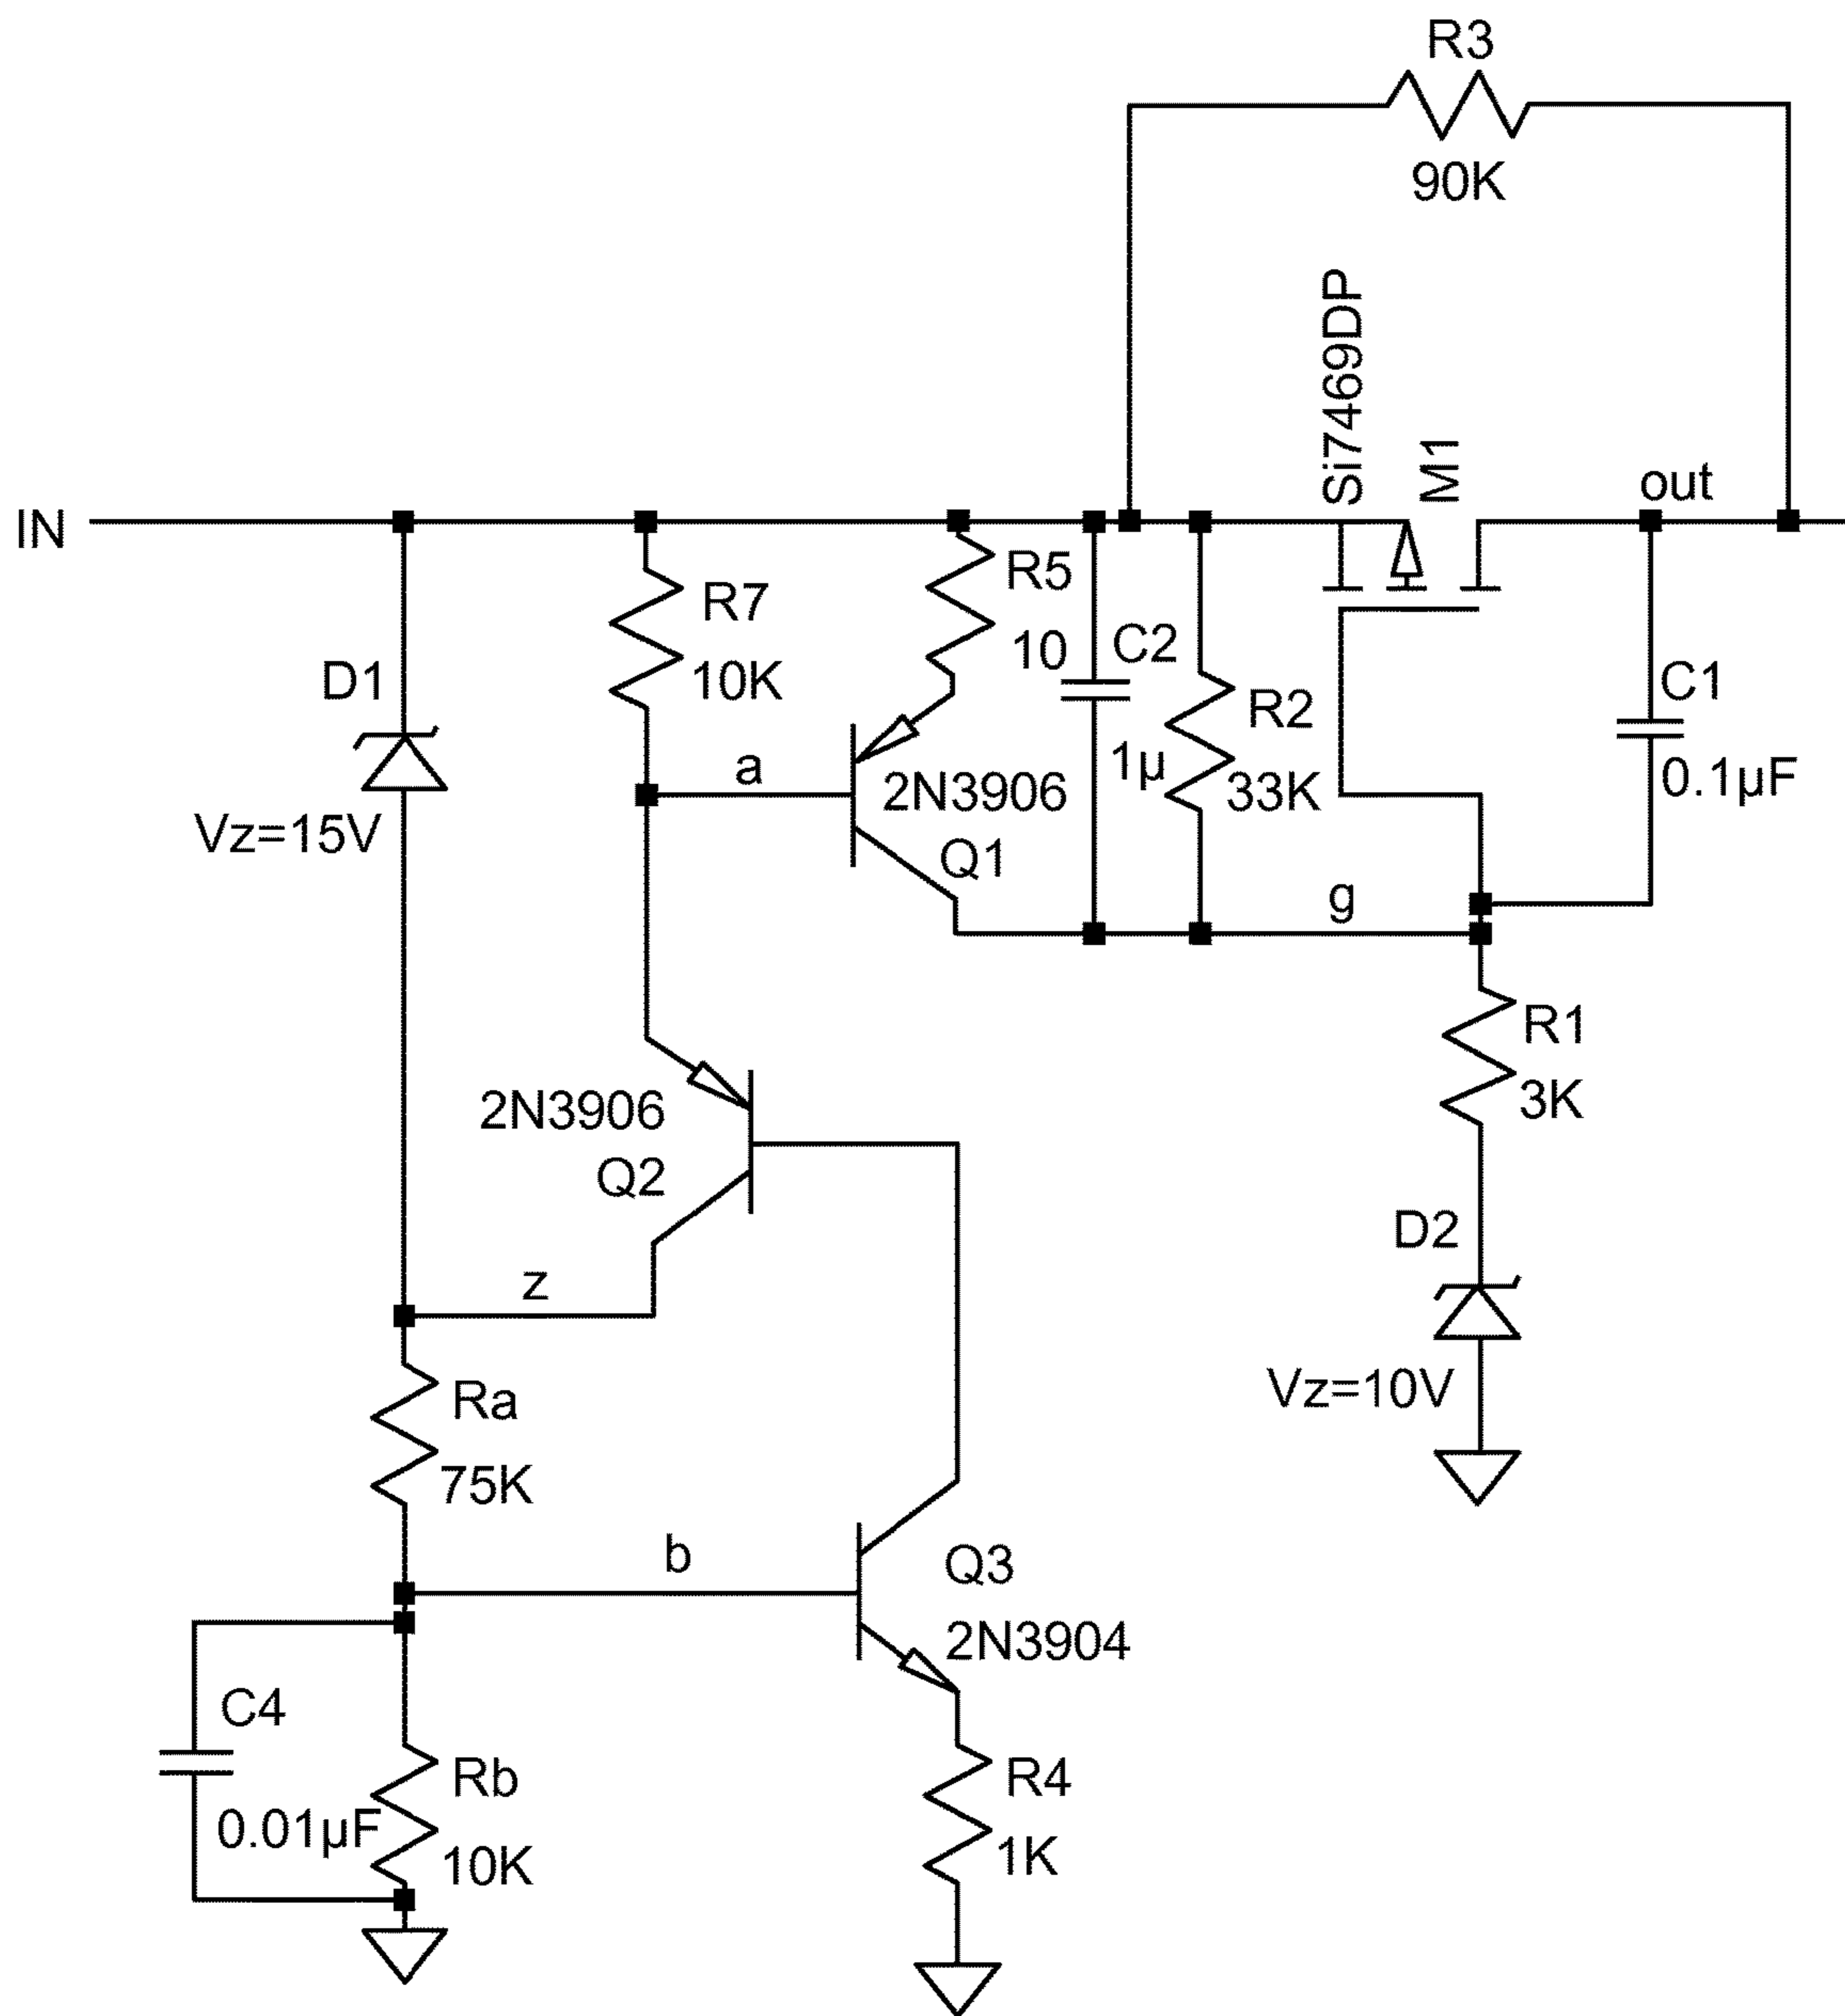 R3
90K
Si7469DP
M1
out
IN
R7
10K
R5
10
C2
1µ
R2
33K
C1
0.1µF
D1
Vz=15V
a
2N3906
Q1
g
R1
3K
2N3906
Q2
D2
Vz=10V
z
Ra
75K
b
Q3
2N3904
C4
0.01µF
Rb
10K
R4
1K